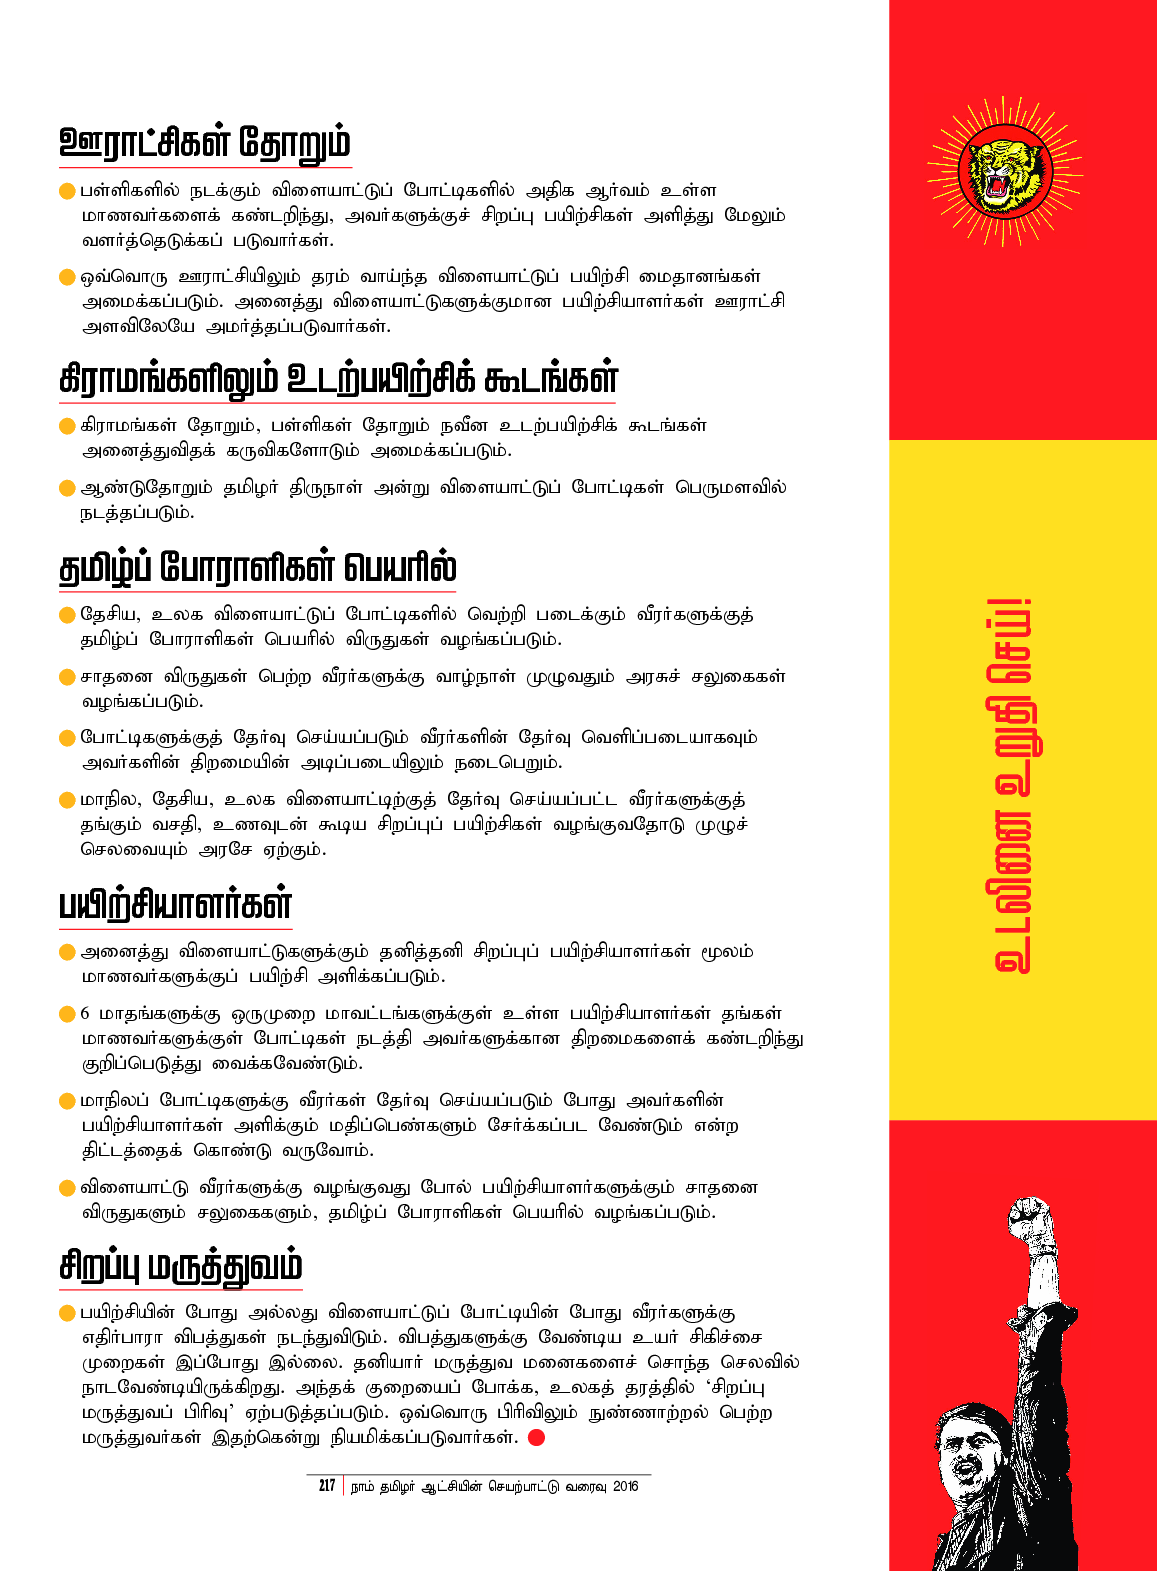 ஊராட்சிகள் தோறும்
பள்ளிகளில் நடக்கும் விளையாட்டுப் போட்டிகளில் அதிக ஆர்வம் உள்ள
மாணவர்களைக் கண்டறிந்து, அவர்களுக்குச் சிறப்பு பயிற்சிகள் அளித்து மேலும்
வளர்த்தெடுக்கப் படுவார்கள்.
ஒவ்வொரு ஊராட்சியிலும் தரம் வாய்ந்த விளையாட்டுப் பயிற்சி மைதானங்கள்
அமைக்கப்படும். அனைத்து விளையாட்டுகளுக்குமான பயிற்சியாளர்கள் ஊராட்சி
அளவிலேயே அமர்த்தப்படுவார்கள்.
கிராமங்களிலும் உடற்பயிற்சிக் கூடங்கள்
கிராமங்கள் தோறும், பள்ளிகள் தோறும் நவீன உடற்பயிற்சிக் கூடங்கள்
அனைத்துவிதக் கருவிகளோடும் அமைக்கப்படும்.
ஆண்டுதோறும் தமிழர் திருநாள் அன்று விளையாட்டுப் போட்டிகள் பெருமளவில்
நடத்தப்படும்.
தமிழ்ப் போராளிகள் பெயரில்
தேசிய, உலக விளையாட்டுப் போட்டிகளில் வெற்றி படைக்கும் வீரர்களுக்குத்
தமிழ்ப் போராளிகள் பெயரில் விருதுகள் வழங்கப்படும்.
சாதனை விருதுகள் பெற்ற வீரர்களுக்கு வாழ்நாள் முழுவதும் அரசுச் சலுகைகள்
வழங்கப்படும்.
போட்டிகளுக்குத் தேர்வு செய்யப்படும் வீரர்களின் தேர்வு வெளிப்படையாகவும்
அவர்களின் திறமையின் அடிப்படையிலும் நடைபெறும்.
மாநில, தேசிய, உலக விளையாட்டிற்குத் தேர்வு செய்யப்பட்ட வீரர்களுக்குத்
தங்கும் வசதி, உணவுடன் கூடிய சிறப்புப் பயிற்சிகள் வழங்குவதோடு முழுச்
செலவையும் அரசே ஏற்கும்.
பயிற்சியாளர்கள்
அனைத்து விளையாட்டுகளுக்கும் தனித்தனி சிறப்புப் பயிற்சியாளர்கள் மூலம்
மாணவர்களுக்குப் பயிற்சி அளிக்கப்படும்.
6 மாதங்களுக்கு ஒருமுறை மாவட்டங்களுக்குள் உள்ள பயிற்சியாளர்கள் தங்கள்
மாணவர்களுக்குள் போட்டிகள் நடத்தி அவர்களுக்கான திறமைகளைக் கண்டறிந்து
குறிப்பெடுத்து வைக்கவேண்டும்.
மாநிலப் போட்டிகளுக்கு வீரர்கள் தேர்வு செய்யப்படும் போது அவர்களின்
பயிற்சியாளர்கள் அளிக்கும் மதிப்பெண்களும் சேர்க்கப்பட வேண்டும் என்ற
திட்டத்தைக் கொண்டு வருவோம்.
விளையாட்டு வீரர்களுக்கு வழங்குவது போல் பயிற்சியாளர்களுக்கும் சாதனை
விருதுகளும் சலுகைகளும், தமிழ்ப் போராளிகள் பெயரில் வழங்கப்படும்.
சிறப்பு மருத்துவம்
பயிற்சியின் போது அல்லது விளையாட்டுப் போட்டியின் போது வீரர்களுக்கு
எதிர்பாரா விபத்துகள் நடந்துவிடும். விபத்துகளுக்கு வேண்டிய உயர் சிகிச்சை
முறைகள் இப்போது இல்லை. தனியார் மருத்துவ மனைகளைச் சொந்த செலவில்
நாடவேண்டியிருக்கிறது. அந்தக் குறையைப் போக்க, உலகத் தரத்தில் ‘சிறப்பு
மருத்துவப் பிரிவு’ ஏற்படுத்தப்படும். ஒவ்வொரு பிரிவிலும் நுண்ணாற்றல் பெற்ற
மருத்துவர்கள் இதற்கென்று நியமிக்கப்படுவார்கள்.
217 நாம் தமிழர் ஆட்சியின் செயற்பாட்டு வரைவு 2016
உடலினை உறுதி செய்!